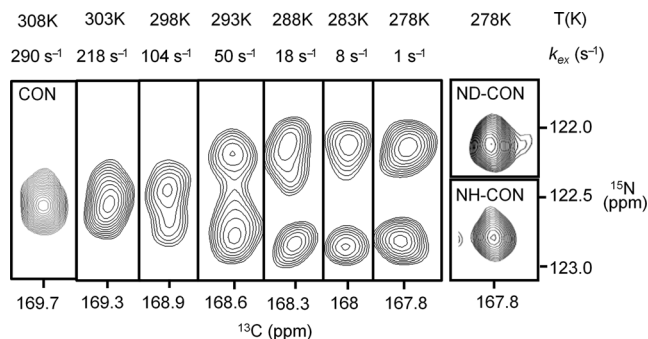 308K 303K 298K 293K 288K 283K 278K 278K T(K)
290 s⁻¹ 218 s⁻¹ 104 s⁻¹ 50 s⁻¹ 18 s⁻¹ 8 s⁻¹ 1 s⁻¹ kex (s⁻¹)
CON ND-CON
122.0
NH-CON
122.5 ¹⁵N
(ppm)
123.0
169.7 169.3 168.9 168.6 168.3 168 167.8 167.8
¹³C (ppm)